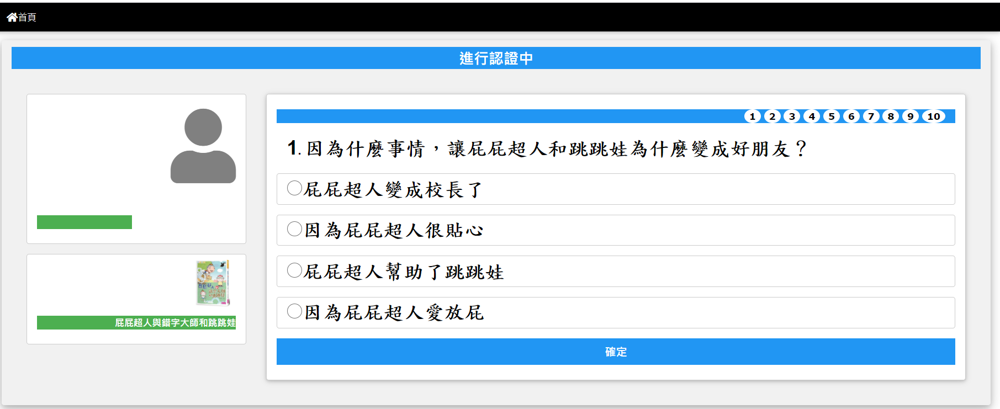 首頁
進行認證中
1 2 3 4 5 6 7 8 9 10
1. 因為什麼事情，讓屁屁超人和跳跳娃為什麼變成好朋友？
屁屁超人變成校長了
因為屁屁超人很貼心
屁屁超人幫助了跳跳娃
因為屁屁超人愛放屁
確定
屁屁超人與錯字大師和跳跳娃